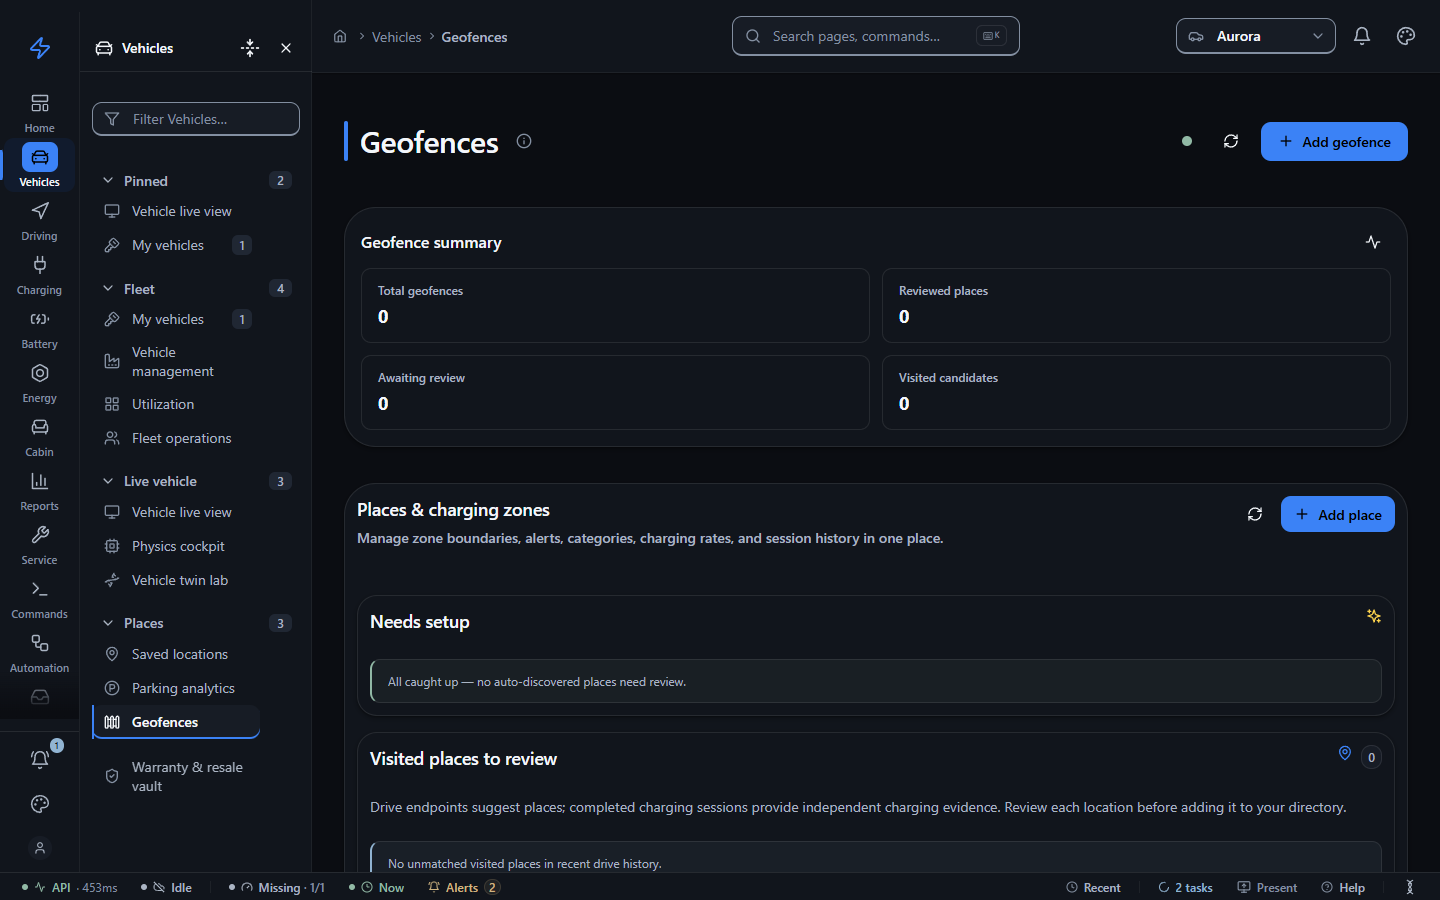 Home
Vehicles
Driving
Charging
Battery
Energy
Cabin
Reports
Service
Commands
Automation
1
Vehicles
Filter Vehicles...
Pinned 2
Vehicle live view
My vehicles 1
Fleet 4
My vehicles 1
Vehicle
management
Utilization
Fleet operations
Live vehicle 3
Vehicle live view
Physics cockpit
Vehicle twin lab
Places 3
Saved locations
Parking analytics
Geofences
Warranty & resale
vault
Vehicles Geofences
Search pages, commands... K
Aurora
Geofences
Add geofence
Geofence summary
Total geofences
0
Reviewed places
0
Awaiting review
0
Visited candidates
0
Places & charging zones
Add place
Manage zone boundaries, alerts, categories, charging rates, and session history in one place.
Needs setup
All caught up — no auto-discovered places need review.
Visited places to review
0
Drive endpoints suggest places; completed charging sessions provide independent charging evidence. Review each location before adding it to your directory.
No unmatched visited places in recent drive history.
API · 453ms Idle Missing · 1/1 Now Alerts 2 Recent 2 tasks Present Help